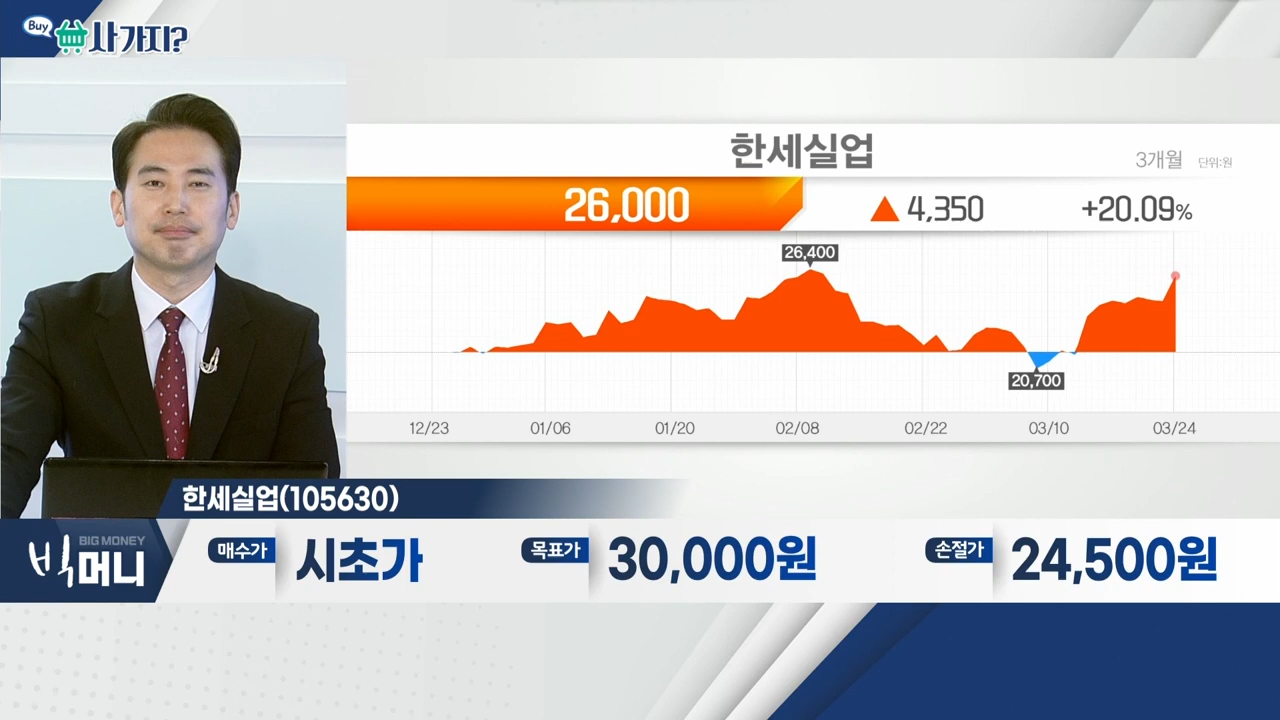 Buy
사가지?
한세실업
3개월 단위:원
26,000 ▲ 4,350 +20.09%
26,400
20,700
12/23 01/06 01/20 02/08 02/22 03/10 03/24
한세실업(105630)
BIG MONEY
빅머니
매수가 시초가 목표가 30,000원 손절가 24,500원